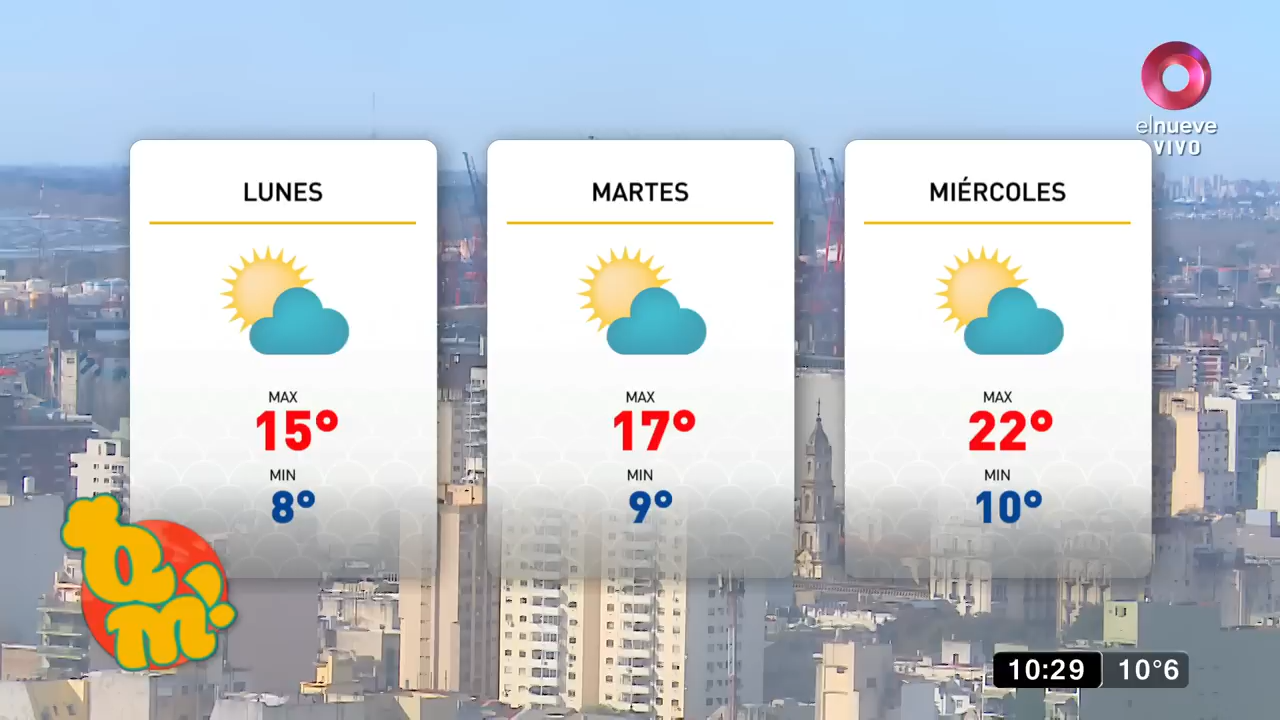 elnueve
VIVO
LUNES
MAX
15°
MIN
8°
MARTES
MAX
17°
MIN
9°
MIÉRCOLES
MAX
22°
MIN
10°
Qm!
10:29 10°6